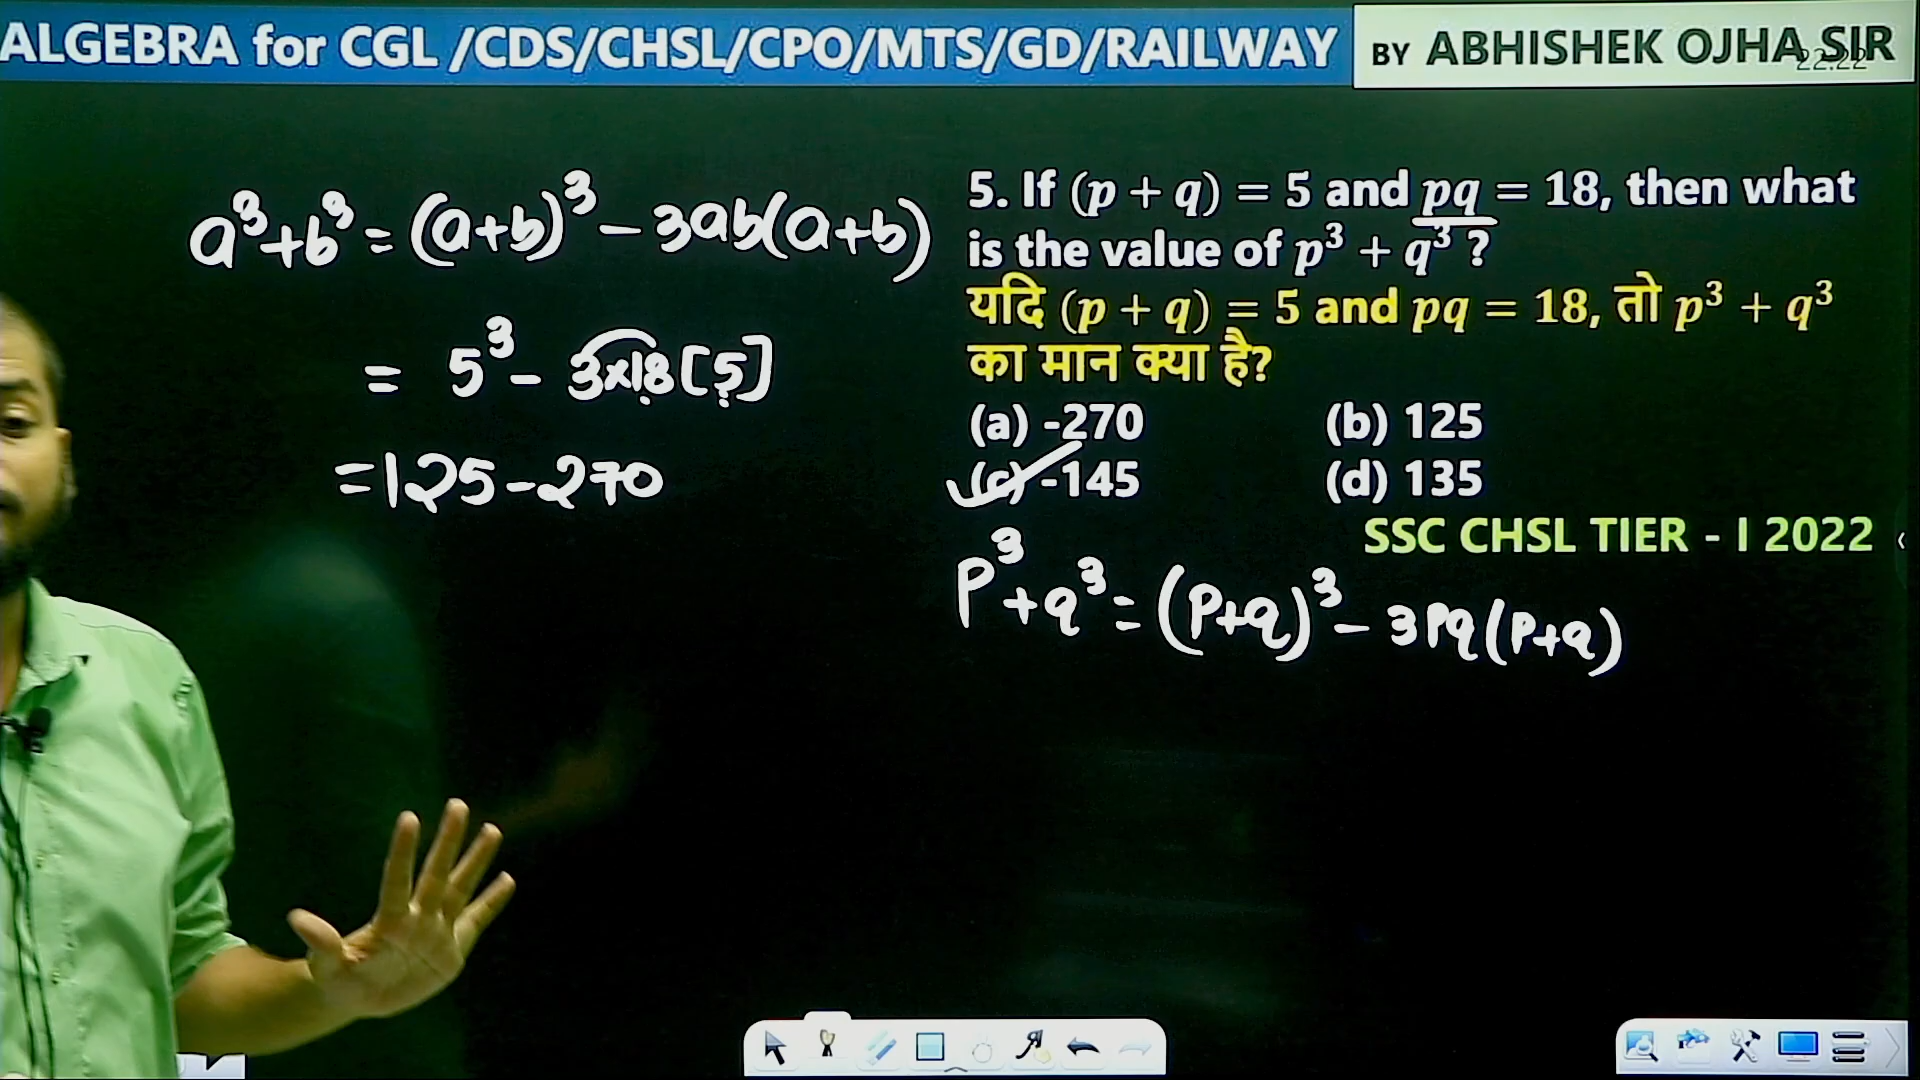 ALGEBRA for CGL /CDS/CHSL/CPO/MTS/GD/RAILWAY BY ABHISHEK OJHA SIR
22:22
a³+b³ = (a+b)³ - 3ab(a+b)
= 5³ - 3×18[5]
=125-270
5. If (p + q) = 5 and pq = 18, then what
is the value of p³ + q³ ?
यदि (p + q) = 5 and pq = 18, तो p³ + q³
का मान क्या है?
(a) -270 (b) 125
(c) -145 (d) 135
SSC CHSL TIER - I 2022
P³+q³ = (P+q)³ - 3Pq(P+q)